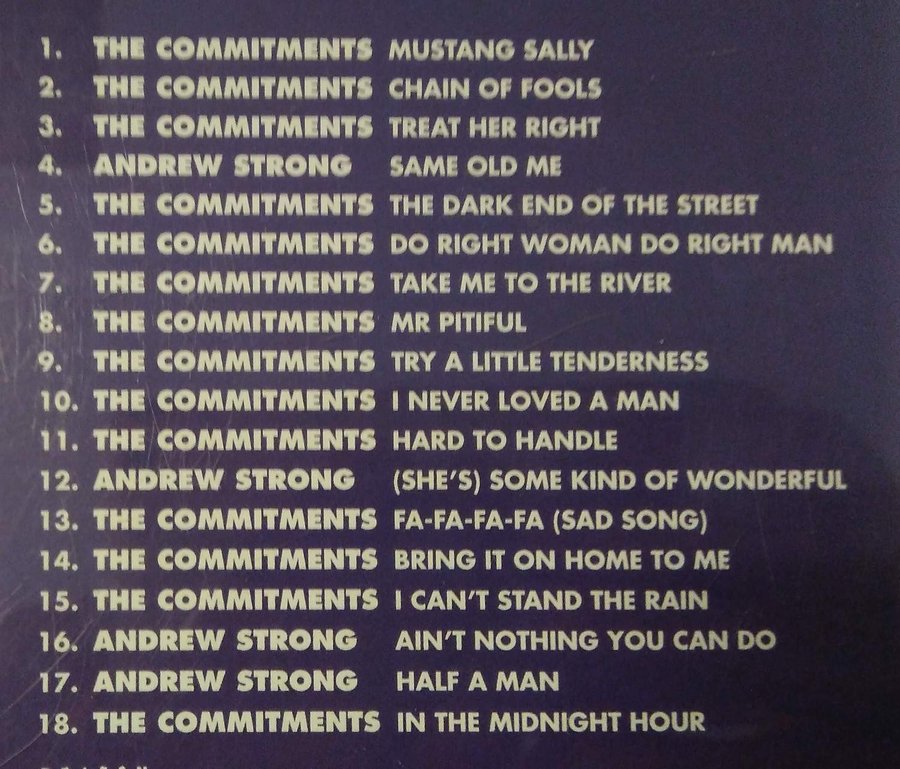 1. THE COMMITMENTS MUSTANG SALLY
2. THE COMMITMENTS CHAIN OF FOOLS
3. THE COMMITMENTS TREAT HER RIGHT
4. ANDREW STRONG SAME OLD ME
5. THE COMMITMENTS THE DARK END OF THE STREET
6. THE COMMITMENTS DO RIGHT WOMAN DO RIGHT MAN
7. THE COMMITMENTS TAKE ME TO THE RIVER
8. THE COMMITMENTS MR PITIFUL
9. THE COMMITMENTS TRY A LITTLE TENDERNESS
10. THE COMMITMENTS I NEVER LOVED A MAN
11. THE COMMITMENTS HARD TO HANDLE
12. ANDREW STRONG (SHE'S) SOME KIND OF WONDERFUL
13. THE COMMITMENTS FA-FA-FA-FA (SAD SONG)
14. THE COMMITMENTS BRING IT ON HOME TO ME
15. THE COMMITMENTS I CAN'T STAND THE RAIN
16. ANDREW STRONG AIN'T NOTHING YOU CAN DO
17. ANDREW STRONG HALF A MAN
18. THE COMMITMENTS IN THE MIDNIGHT HOUR